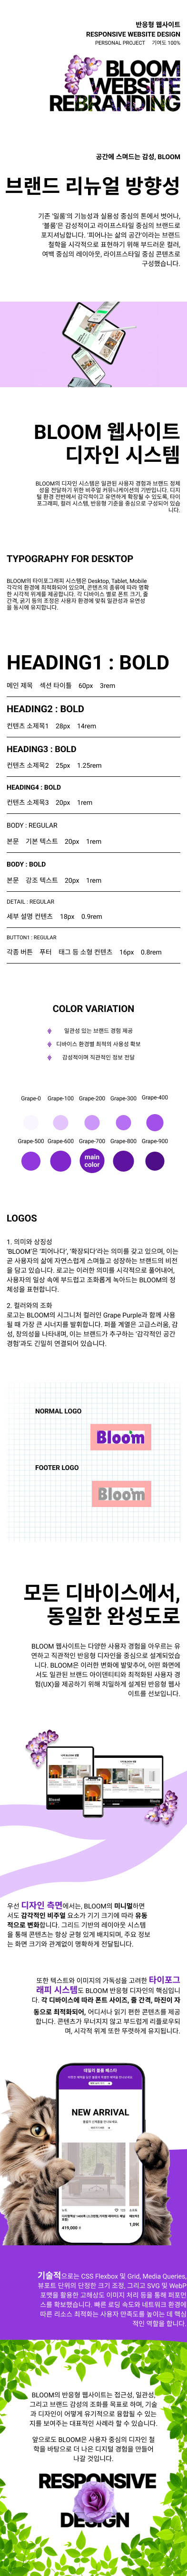 반응형 웹사이트
RESPONSIVE WEBSITE DESIGN
PERSONAL PROJECT 기여도 100%
BLOOM
WEBSITE
REBRANDING
공간에 스며드는 감성, BLOOM
브랜드 리뉴얼 방향성
기존 '일룸'의 기능성과 실용성 중심의 톤에서 벗어나,
'블룸'은 감성적이고 라이프스타일 중심의 브랜드로
포지셔닝합니다. '피어나는 삶의 공간'이라는 브랜드
철학을 시각적으로 표현하기 위해 부드러운 컬러,
여백 중심의 레이아웃, 라이프스타일 중심 콘텐츠로
구성했습니다.
BLOOM 웹사이트
디자인 시스템
BLOOM의 디자인 시스템은 일관된 사용자 경험과 브랜드 정체
성을 전달하기 위한 비주얼 커뮤니케이션의 기반입니다. 디지
털 환경 전반에서 감각적이고 유연하게 확장될 수 있도록, 타이
포그래피, 컬러 시스템, 반응형 기준을 중심으로 구성되어 있습
니다.
TYPOGRAPHY FOR DESKTOP
BLOOM의 타이포그래피 시스템은 Desktop, Tablet, Mobile
각각의 환경에 최적화되어 있으며, 콘텐츠의 종류에 따라 명확
한 시각적 위계를 제공합니다. 각 디바이스 별로 폰트 크기, 줄
간격, 굵기 등의 조정은 사용자 환경에 맞춰 일관성과 유연성
을 동시에 유지합니다.
HEADING1 : BOLD
메인 제목 섹션 타이틀 60px 3rem
HEADING2 : BOLD
컨텐츠 소제목1 28px 14rem
HEADING3 : BOLD
컨텐츠 소제목2 25px 1.25rem
HEADING4 : BOLD
컨텐츠 소제목3 20px 1rem
BODY : REGULAR
본문 기본 텍스트 20px 1rem
BODY : BOLD
본문 강조 텍스트 20px 1rem
DETAIL : REGULAR
세부 설명 컨텐츠 18px 0.9rem
BUTTON1 : REGULAR
각종 버튼 푸터 태그 등 소형 컨텐츠 16px 0.8rem
COLOR VARIATION
일관성 있는 브랜드 경험 제공
디바이스 환경별 최적의 사용성 확보
감성적이며 직관적인 정보 전달
Grape-0 Grape-100 Grape-200 Grape-300 Grape-400
Grape-500 Grape-600 Grape-700 Grape-800 Grape-900
main
color
LOGOS
1. 의미와 상징성
'BLOOM'은 '피어나다', '확장되다'라는 의미를 갖고 있으며, 이는
곧 사용자의 삶에 자연스럽게 스며들고 성장하는 브랜드의 비전
을 담고 있습니다. 로고는 이러한 의미를 시각적으로 풀어내어,
사용자의 일상 속에 부드럽고 조화롭게 녹아드는 BLOOM의 정
체성을 표현합니다.
2. 컬러와의 조화
로고는 BLOOM의 시그니처 컬러인 Grape Purple과 함께 사용
될 때 가장 큰 시너지를 발휘합니다. 퍼플 계열은 고급스러움, 감
성, 창의성을 나타내며, 이는 브랜드가 추구하는 '감각적인 공간
경험'과도 긴밀히 연결되어 있습니다.
NORMAL LOGO
Bloom
FOOTER LOGO
Bloom
모든 디바이스에서,
동일한 완성도로
BLOOM 웹사이트는 다양한 사용자 경험을 아우르는 유
연하고 직관적인 반응형 디자인을 중심으로 설계되었습
니다. BLOOM은 이러한 변화에 발맞추어, 어떤 화면에
서도 일관된 브랜드 아이덴티티와 최적화된 사용자 경
험(UX)을 제공하기 위해 치밀하게 설계된 반응형 웹사
이트를 선보입니다.
우선 디자인 측면에서는, BLOOM의 미니멀하면
서도 감각적인 비주얼 요소가 기기 크기에 따라 유동
적으로 변화합니다. 그리드 기반의 레이아웃 시스템
을 통해 콘텐츠는 항상 균형 있게 배치되며, 주요 정보
는 화면 크기와 관계없이 명확하게 전달됩니다.
또한 텍스트와 이미지의 가독성을 고려한 타이포그
래피 시스템도 BLOOM 반응형 디자인의 핵심입니
다. 각 디바이스에 따라 폰트 사이즈, 줄 간격, 마진이 자
동으로 최적화되어, 어디서나 읽기 편한 콘텐츠를 제공
합니다. 콘텐츠가 무너지지 않고 부드럽게 리플로우되
며, 시각적 위계 또한 뚜렷하게 유지됩니다.
NEW ARRIVAL
419,000
기술적으로는 CSS Flexbox 및 Grid, Media Queries,
뷰포트 단위의 단정한 크기 조정, 그리고 SVG 및 WebP
포맷을 활용한 고해상도 이미지 처리 등을 통해 퍼포먼
스를 확보했습니다. 빠른 로딩 속도와 네트워크 환경에
따른 리소스 최적화는 사용자 만족도를 높이는 데 핵심
적인 역할을 합니다.
BLOOM의 반응형 웹사이트는 접근성, 일관성,
그리고 브랜드 감성의 조화를 목표로 하며, 기술
과 디자인이 어떻게 유기적으로 융합될 수 있는
지를 보여주는 대표적인 사례라 할 수 있습니다.
앞으로도 BLOOM은 사용자 중심의 디자인 철
학을 바탕으로 더 나은 디지털 경험을 만들어
나갈 것입니다.
RESPONSIVE
DESIGN